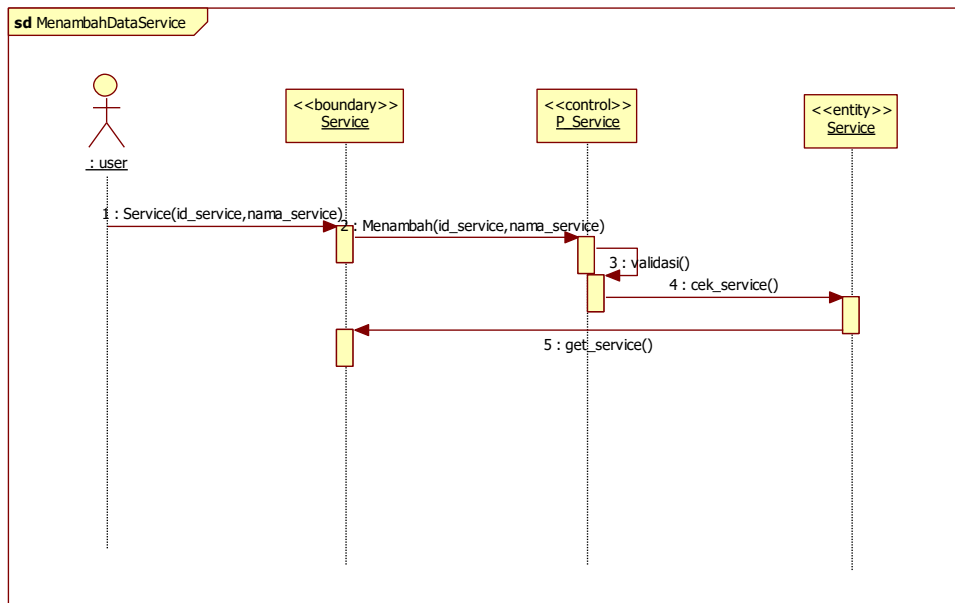 sd MenambahDataService
<<boundary>>
Service
<<control>>
P_Service
<<entity>>
Service
: user
1 : Service(id_service,nama_service)
2 : Menambah(id_service,nama_service)
3 : validasi()
4 : cek_service()
5 : get_service()